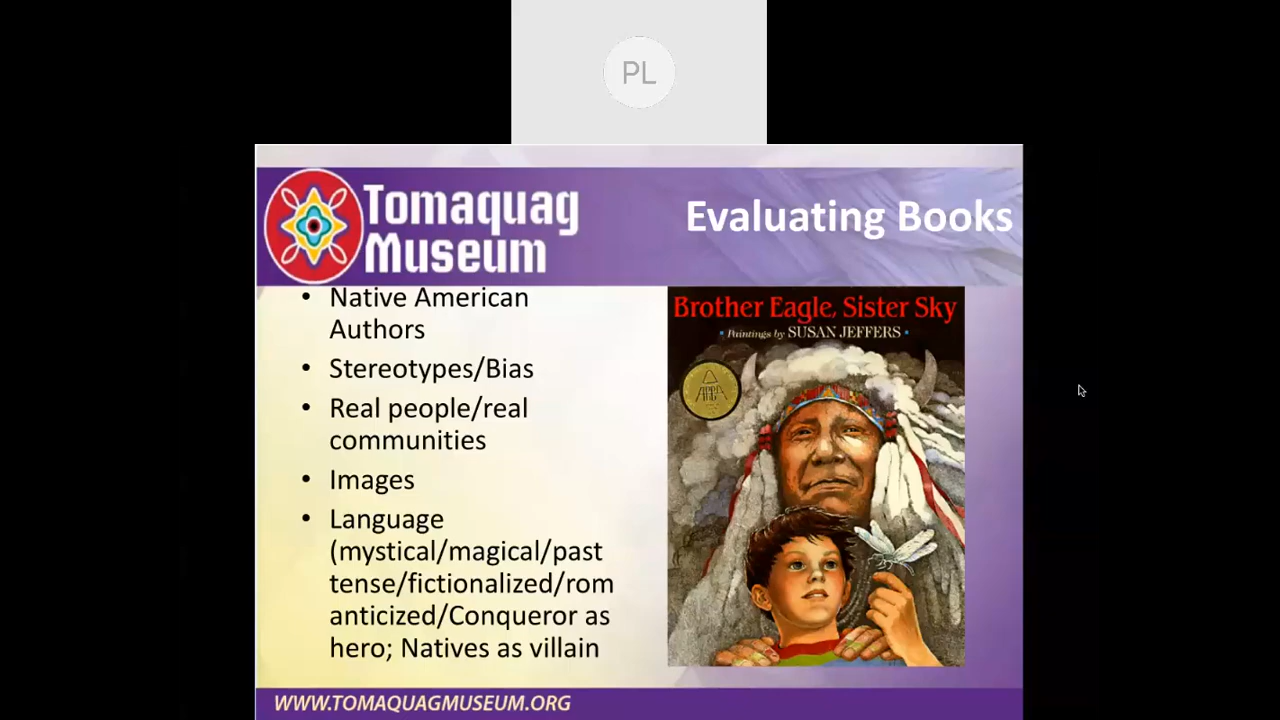 PL
Tomaquag
Museum
Evaluating Books
• Native American
Authors
• Stereotypes/Bias
• Real people/real
communities
• Images
• Language
(mystical/magical/past
tense/fictionalized/rom
anticized/Conqueror as
hero; Natives as villain
Brother Eagle, Sister Sky
• Paintings by SUSAN JEFFERS •
WWW.TOMAQUAGMUSEUM.ORG